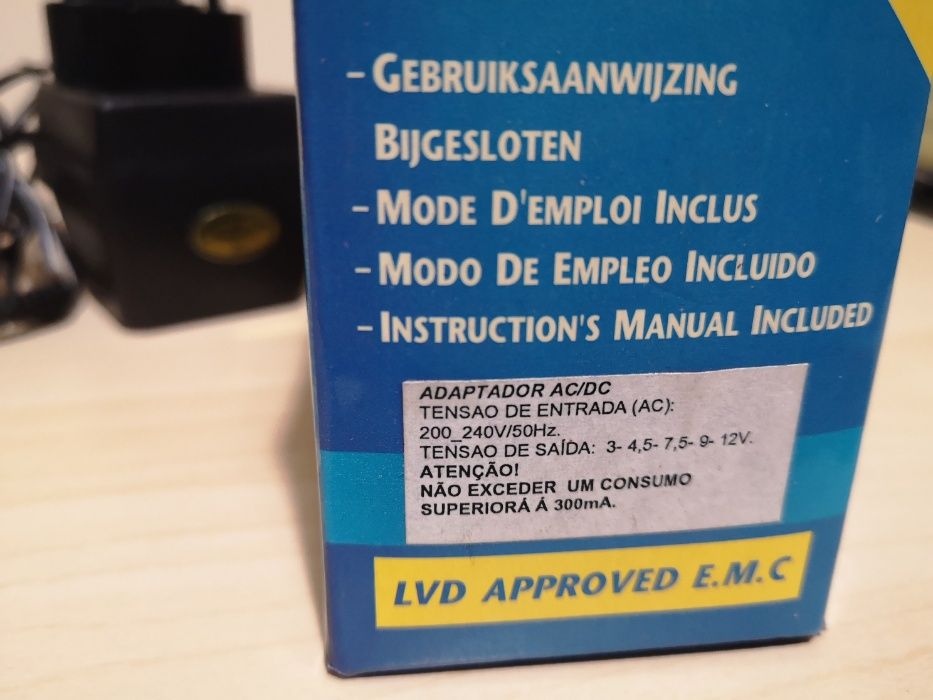 - GEBRUIKSAANWIJZING
BIJGESLOTEN
- MODE D'EMPLOI INCLUS
- MODO DE EMPLEO INCLUIDO
- INSTRUCTION'S MANUAL INCLUDED
ADAPTADOR AC/DC
TENSAO DE ENTRADA (AC):
200_240V/50Hz.
TENSAO DE SAÍDA: 3- 4,5- 7,5- 9- 12V.
ATENÇÃO!
NÃO EXCEDER UM CONSUMO
SUPERIORÁ Á 300mA.
LVD APPROVED E.M.C